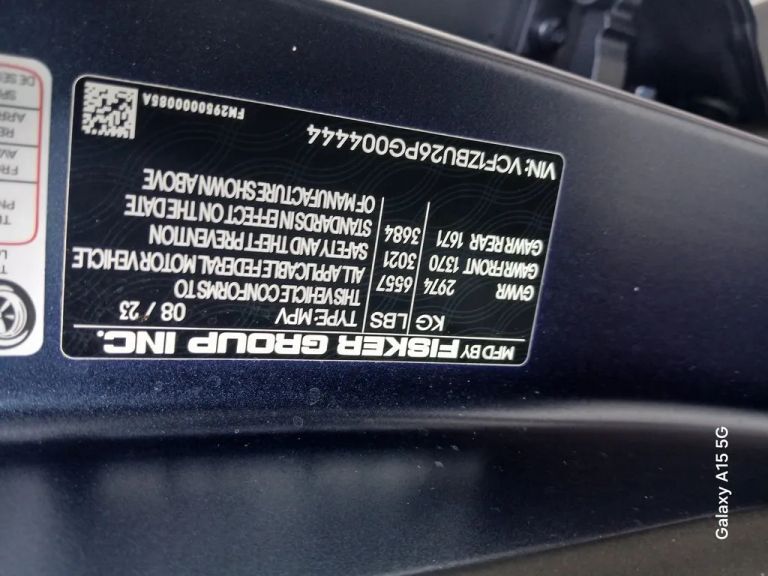 MFD BY FISKER GROUP INC.
KG LBS TYPE: MPV 08 / 23
GVWR 2974 6557
GAWR FRONT 1370 3021
GAWR REAR 1671 3684
THIS VEHICLE CONFORMS TO
ALL APPLICABLE FEDERAL MOTOR VEHICLE
SAFETY AND THEFT PREVENTION
STANDARDS IN EFFECT ON THE DATE
OF MANUFACTURE SHOWN ABOVE
VIN: VCF1ZBU26PG004444
FM29500000085A
Galaxy A15 5G